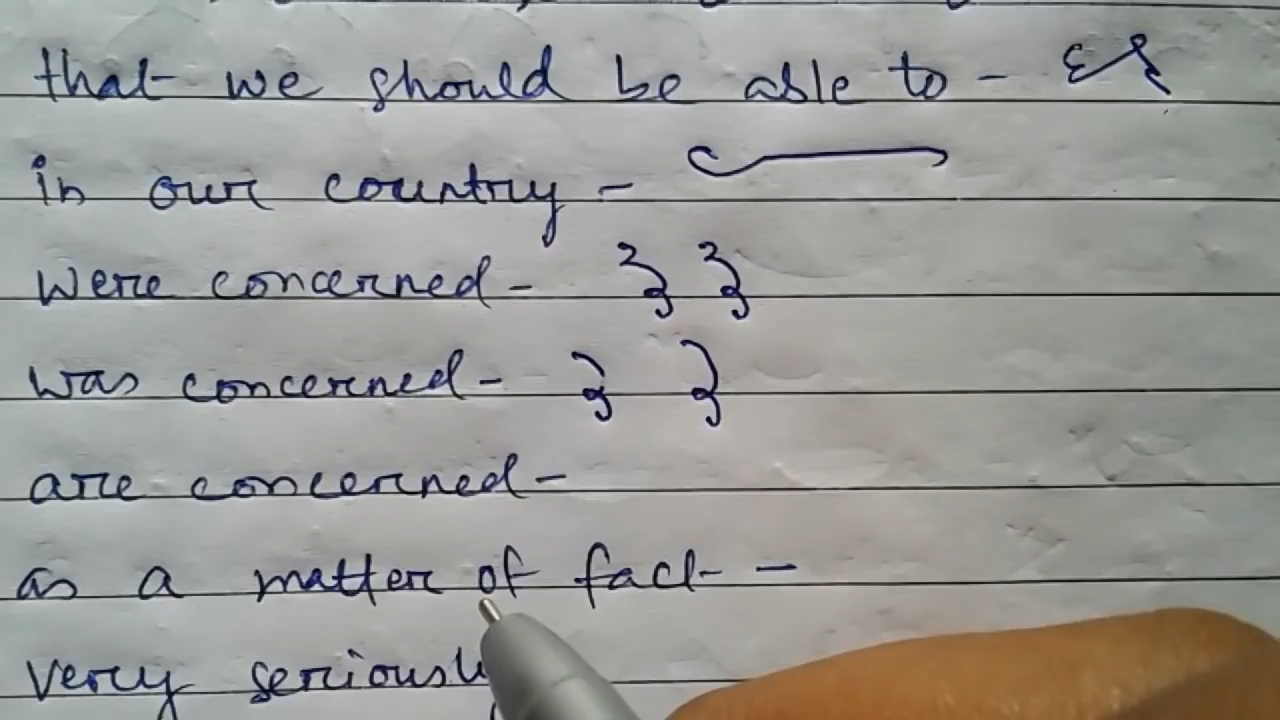 that we should be able to -
in our country -
were concerned -
was concerned -
are concerned -
as a matter of fact -
very seriously